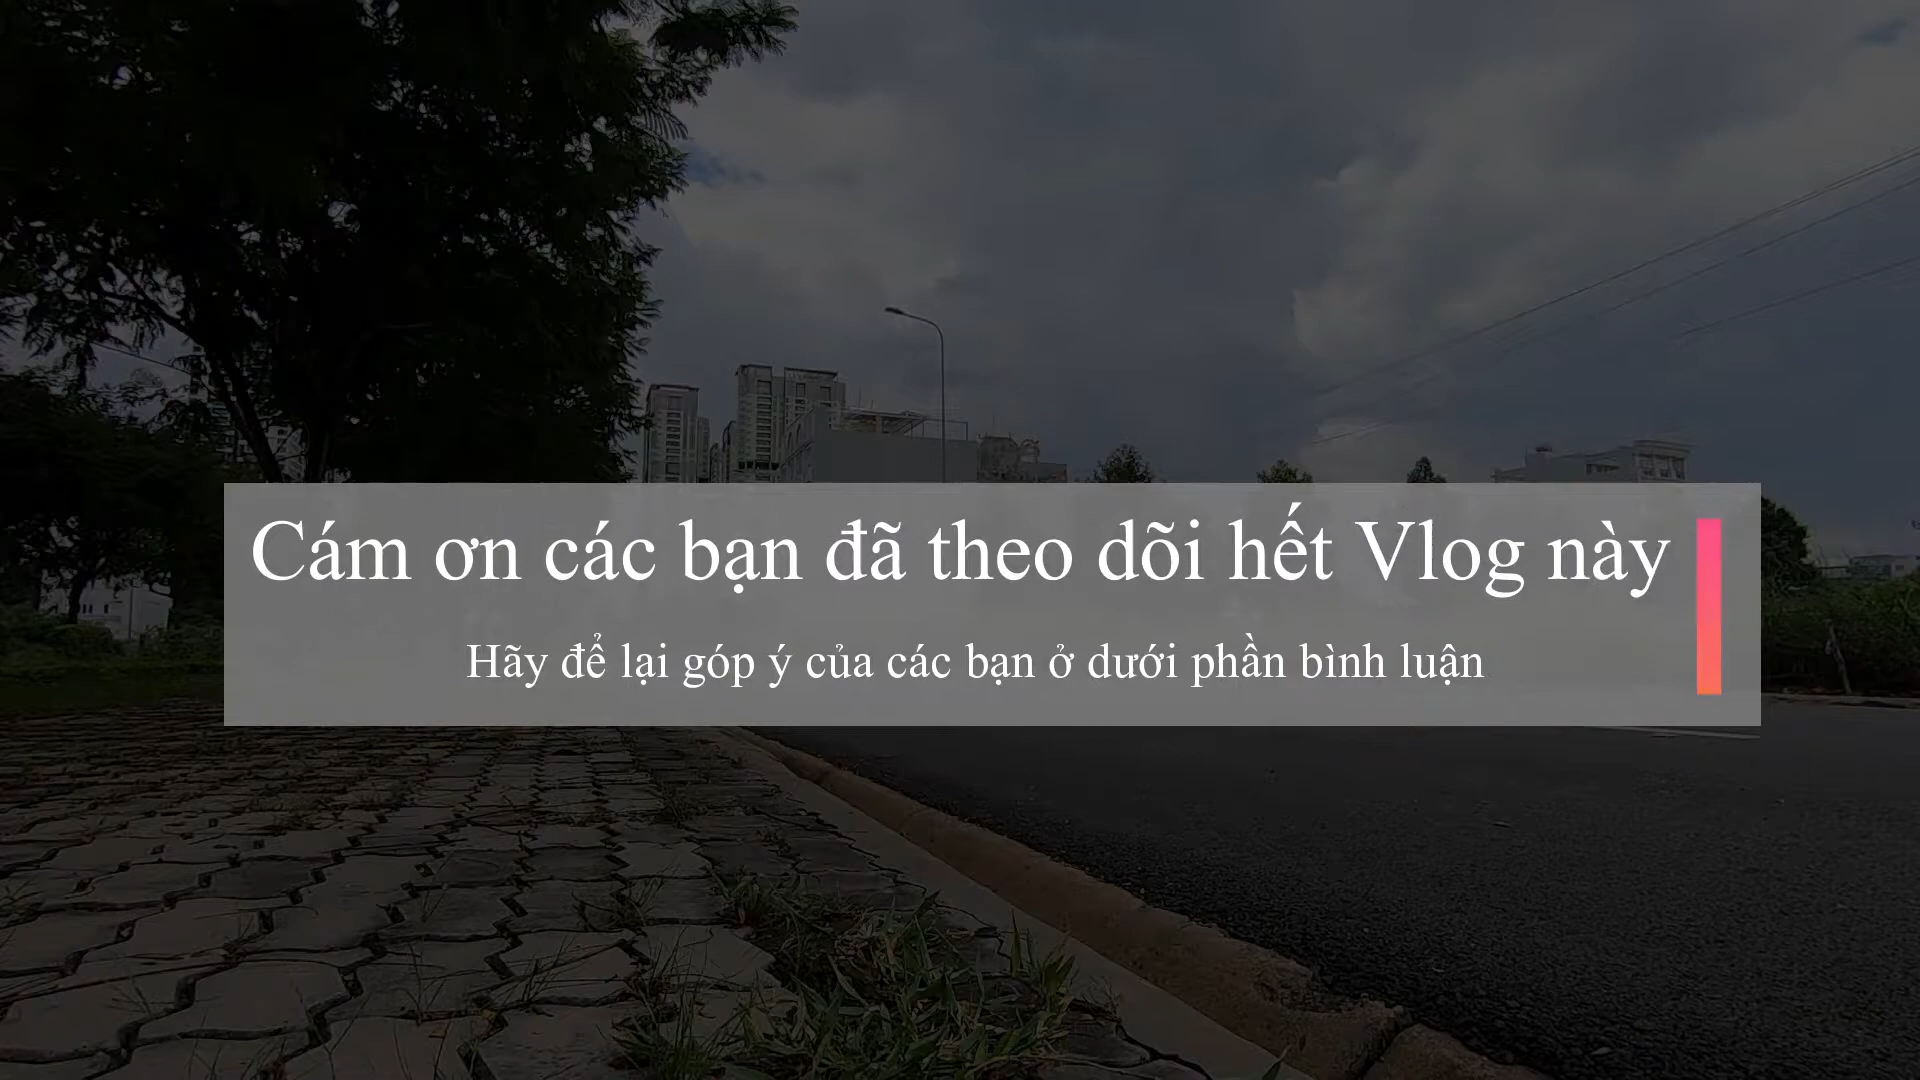 Cám ơn các bạn đã theo dõi hết Vlog này
Hãy để lại góp ý của các bạn ở dưới phần bình luận